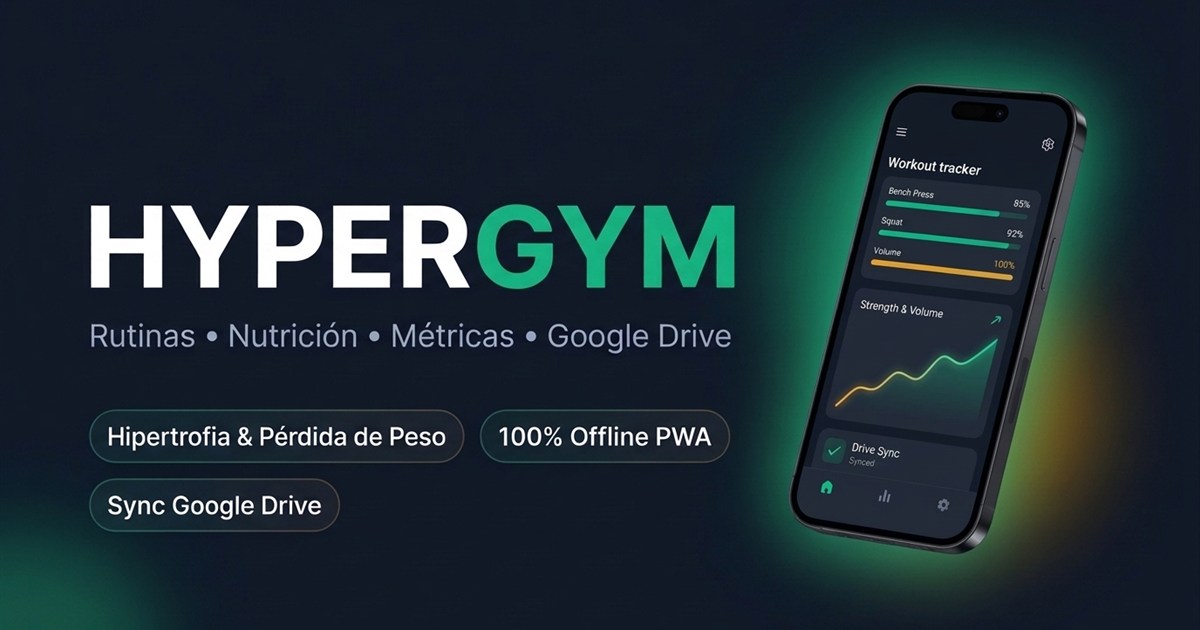 HYPERGYM
Rutinas • Nutrición • Métricas • Google Drive
Hipertrofia & Pérdida de Peso
100% Offline PWA
Sync Google Drive
Workout tracker
Bench Press 85%
Squat 92%
Volume 100%
Strength & Volume
Drive Sync
Synced